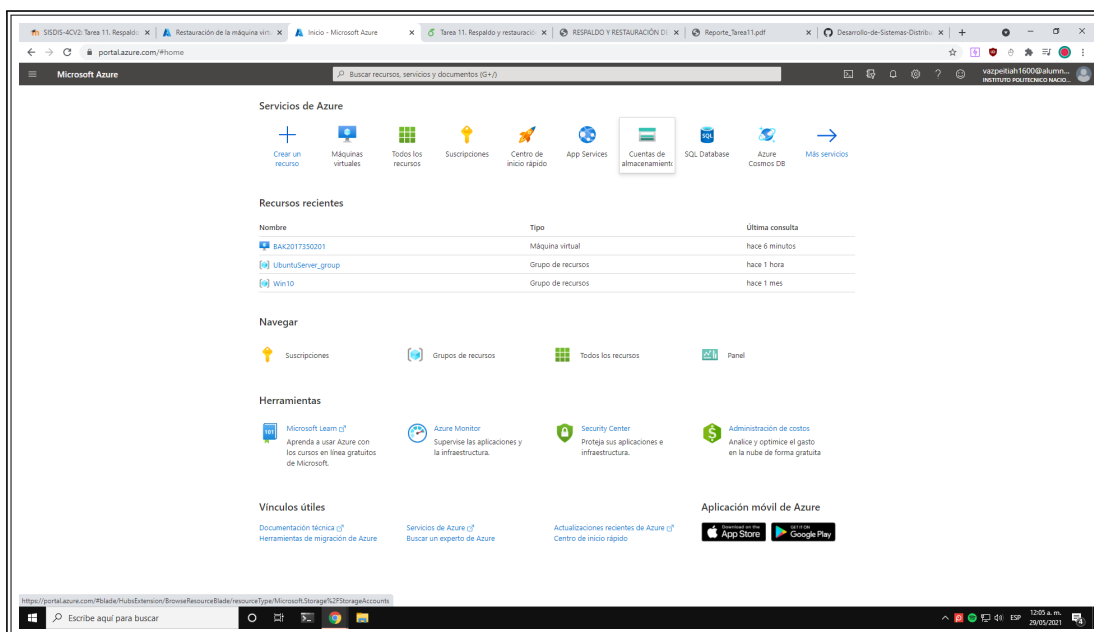 SISDIS-4CV2: Tarea 11. Respaldo
Restauración de la máquina virtu
Inicio - Microsoft Azure
Tarea 11. Respaldo y restauració
RESPALDO Y RESTAURACIÓN DE
Reporte_Tarea11.pdf
Desarrollo-de-Sistemas-Distribu
portal.azure.com/#home
Microsoft Azure
Buscar recursos, servicios y documentos (G+/)
vazpeitiah1600@alumn...
INSTITUTO POLITECNICO NACIO...
Servicios de Azure
Crear un recurso
Máquinas virtuales
Todos los recursos
Suscripciones
Centro de inicio rápido
App Services
Cuentas de almacenamiento
SQL Database
Azure Cosmos DB
Más servicios
Recursos recientes
Nombre Tipo Última consulta
BAK2017350201 Máquina virtual hace 6 minutos
UbuntuServer_group Grupo de recursos hace 1 hora
Win10 Grupo de recursos hace 1 mes
Navegar
Suscripciones Grupos de recursos Todos los recursos Panel
Herramientas
Microsoft Learn
Aprenda a usar Azure con
los cursos en línea gratuitos
de Microsoft.
Azure Monitor
Supervise las aplicaciones y
la infraestructura.
Security Center
Proteja sus aplicaciones e
infraestructura.
Administración de costos
Analice y optimice el gasto
en la nube de forma gratuita
Vínculos útiles
Documentación técnica Servicios de Azure Actualizaciones recientes de Azure
Herramientas de migración de Azure Buscar un experto de Azure Centro de inicio rápido
Aplicación móvil de Azure
Download on the
App Store
GET IT ON
Google Play
https://portal.azure.com/#blade/HubsExtension/BrowseResourceBlade/resourceType/Microsoft.Storage%2FStorageAccounts
Escribe aquí para buscar
ESP
12:05 a. m.
29/05/2021